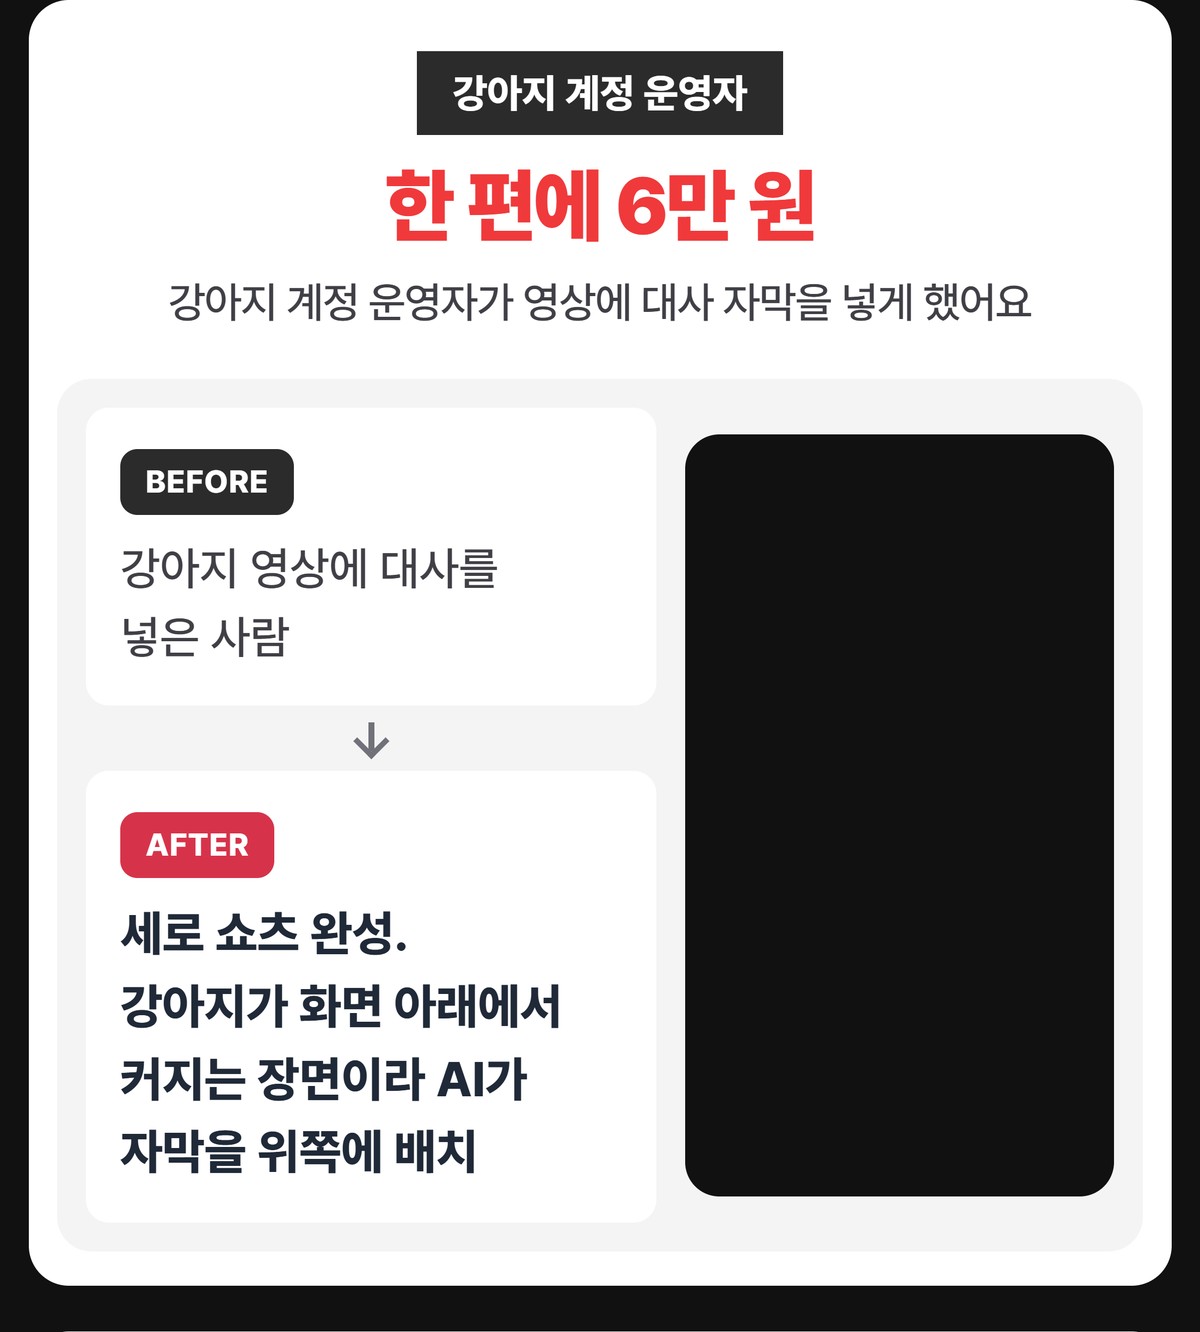 강아지 계정 운영자
한 편에 6만 원
강아지 계정 운영자가 영상에 대사 자막을 넣게 했어요
BEFORE
강아지 영상에 대사를
넣은 사람
AFTER
세로 쇼츠 완성.
강아지가 화면 아래에서
커지는 장면이라 AI가
자막을 위쪽에 배치